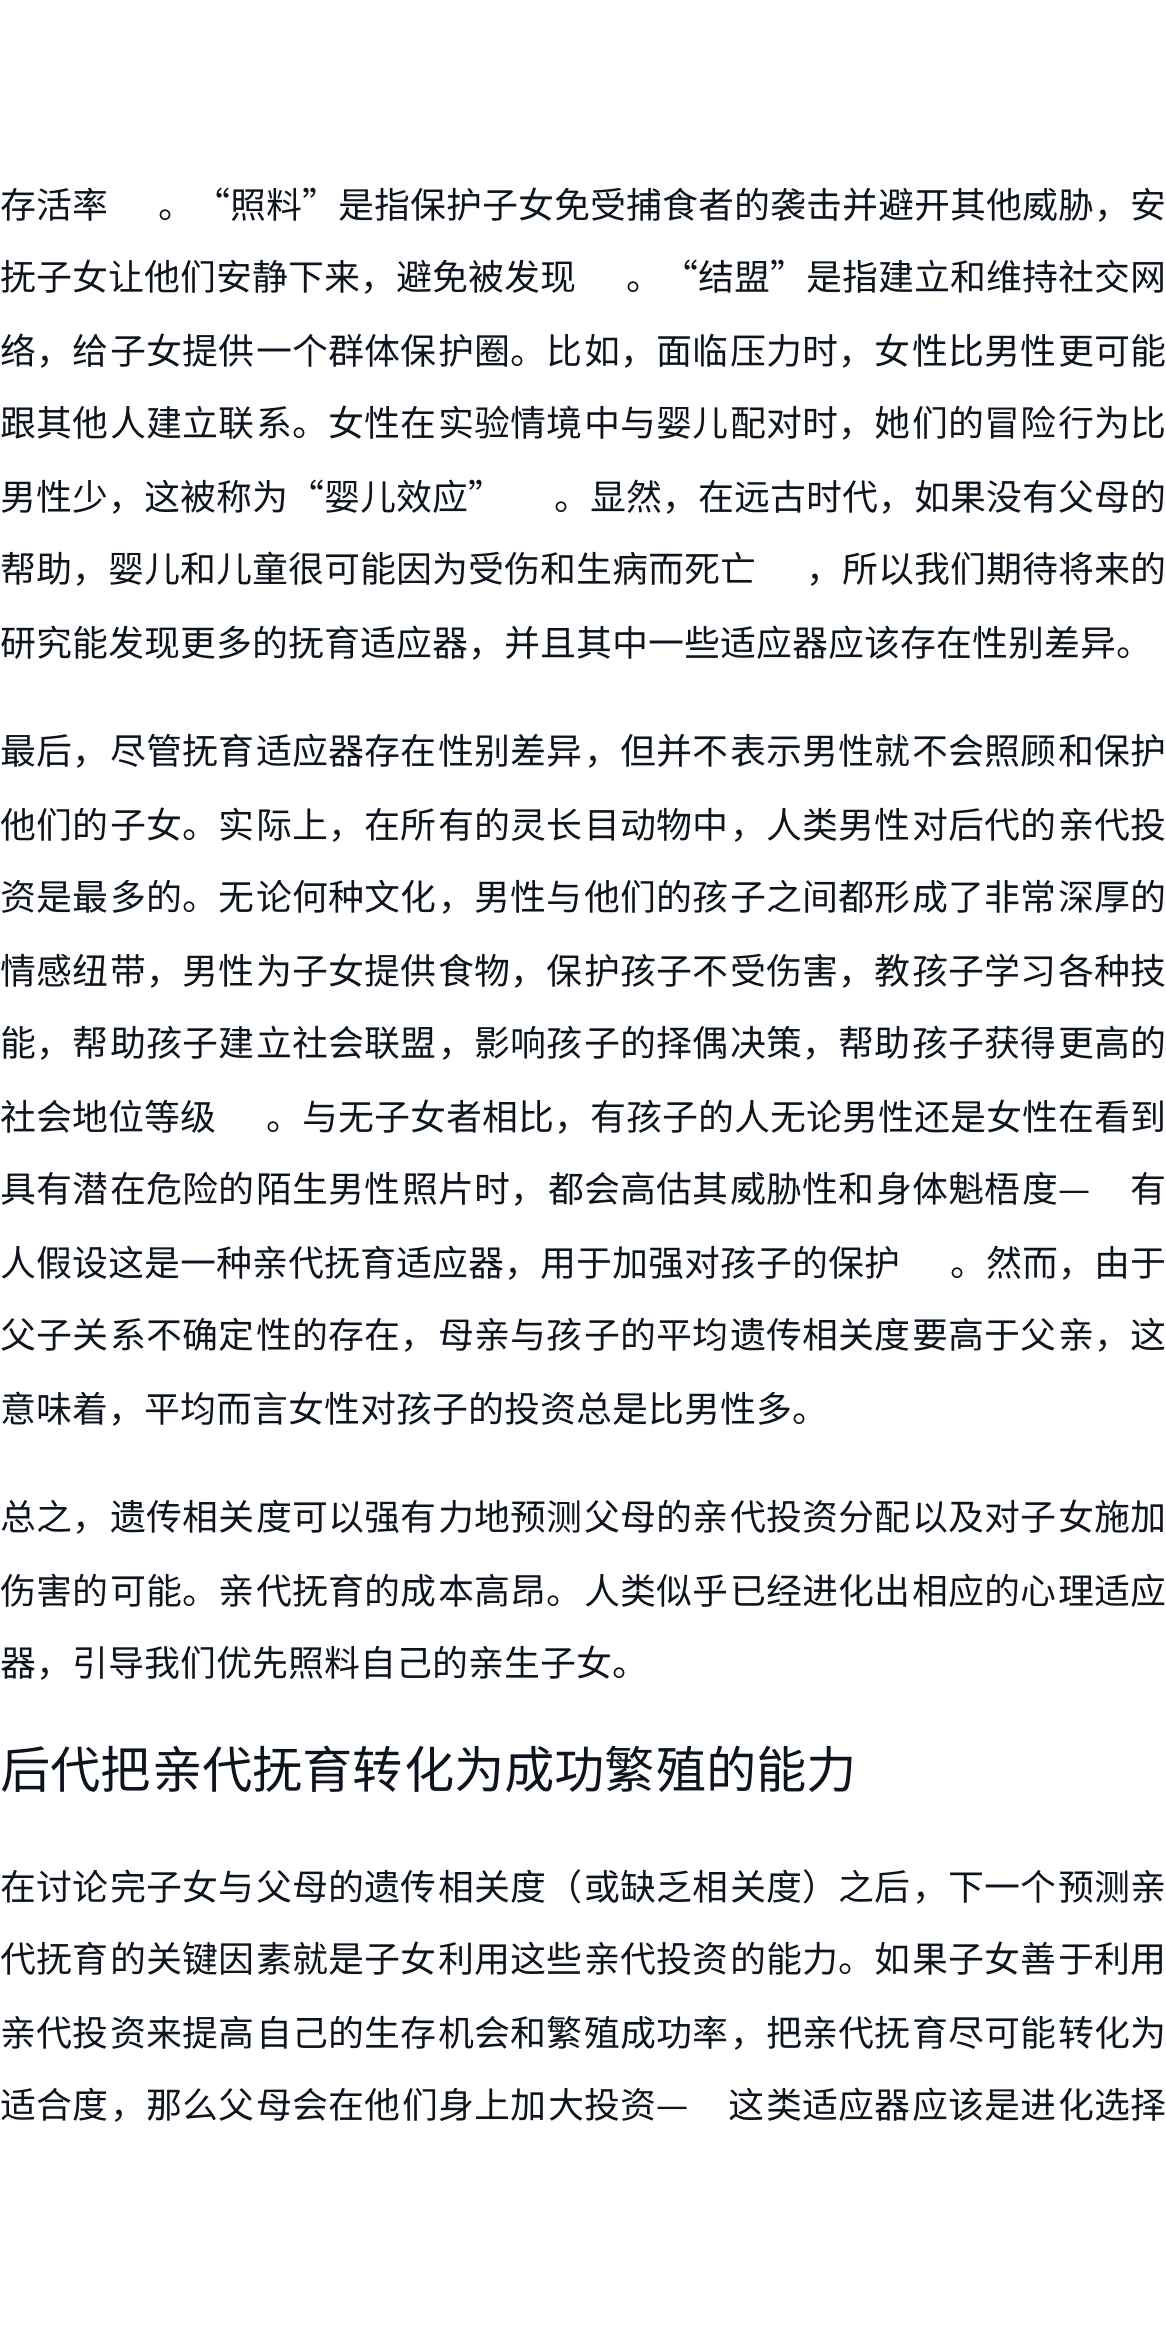 存活率　。“照料”是指保护子女免受捕食者的袭击并避开其他威胁，安
抚子女让他们安静下来，避免被发现　。“结盟”是指建立和维持社交网
络，给子女提供一个群体保护圈。比如，面临压力时，女性比男性更可能
跟其他人建立联系。女性在实验情境中与婴儿配对时，她们的冒险行为比
男性少，这被称为“婴儿效应”　。显然，在远古时代，如果没有父母的
帮助，婴儿和儿童很可能因为受伤和生病而死亡　，所以我们期待将来的
研究能发现更多的抚育适应器，并且其中一些适应器应该存在性别差异。
最后，尽管抚育适应器存在性别差异，但并不表示男性就不会照顾和保护
他们的子女。实际上，在所有的灵长目动物中，人类男性对后代的亲代投
资是最多的。无论何种文化，男性与他们的孩子之间都形成了非常深厚的
情感纽带，男性为子女提供食物，保护孩子不受伤害，教孩子学习各种技
能，帮助孩子建立社会联盟，影响孩子的择偶决策，帮助孩子获得更高的
社会地位等级　。与无子女者相比，有孩子的人无论男性还是女性在看到
具有潜在危险的陌生男性照片时，都会高估其威胁性和身体魁梧度—　有
人假设这是一种亲代抚育适应器，用于加强对孩子的保护　。然而，由于
父子关系不确定性的存在，母亲与孩子的平均遗传相关度要高于父亲，这
意味着，平均而言女性对孩子的投资总是比男性多。
总之，遗传相关度可以强有力地预测父母的亲代投资分配以及对子女施加
伤害的可能。亲代抚育的成本高昂。人类似乎已经进化出相应的心理适应
器，引导我们优先照料自己的亲生子女。
后代把亲代抚育转化为成功繁殖的能力
在讨论完子女与父母的遗传相关度（或缺乏相关度）之后，下一个预测亲
代抚育的关键因素就是子女利用这些亲代投资的能力。如果子女善于利用
亲代投资来提高自己的生存机会和繁殖成功率，把亲代抚育尽可能转化为
适合度，那么父母会在他们身上加大投资—　这类适应器应该是进化选择